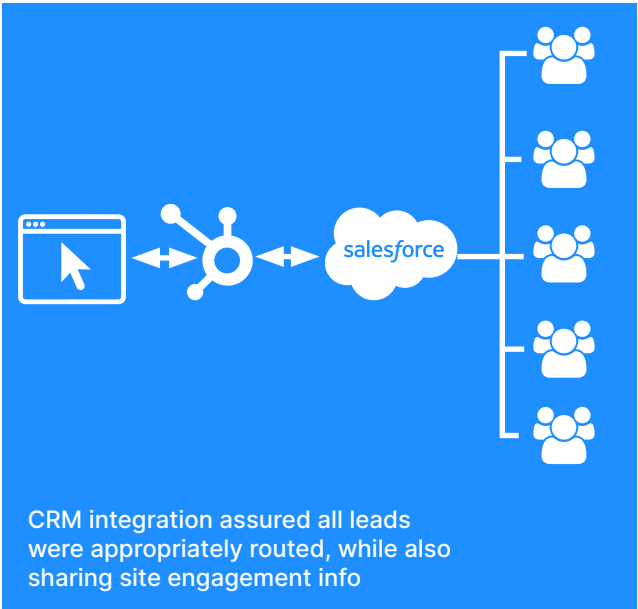 salesforce
CRM integration assured all leads
were appropriately routed, while also
sharing site engagement info